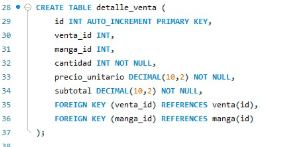 28 CREATE TABLE detalle_venta (
29 id INT AUTO_INCREMENT PRIMARY KEY,
30 venta_id INT,
31 manga_id INT,
32 cantidad INT NOT NULL,
33 precio_unitario DECIMAL(10,2) NOT NULL,
34 subtotal DECIMAL(10,2) NOT NULL,
35 FOREIGN KEY (venta_id) REFERENCES venta(id),
36 FOREIGN KEY (manga_id) REFERENCES manga(id)
37 );
38